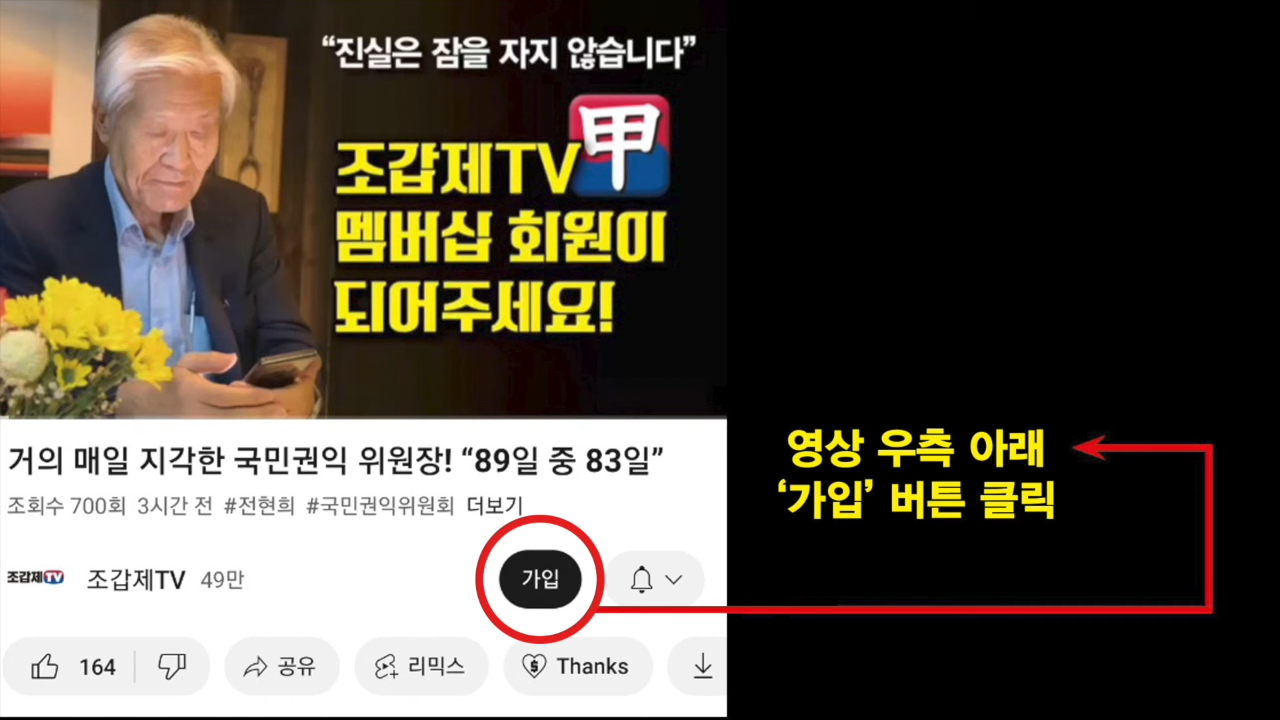 “진실은 잠을 자지 않습니다”
甲
조갑제TV
멤버십 회원이
되어주세요!
거의 매일 지각한 국민권익 위원장! “89일 중 83일”
조회수 700회 3시간 전 #전현희 #국민권익위원회 더보기
조갑제TV 조갑제TV 49만 가입
164 공유 리믹스 Thanks
영상 우측 아래
‘가입’ 버튼 클릭